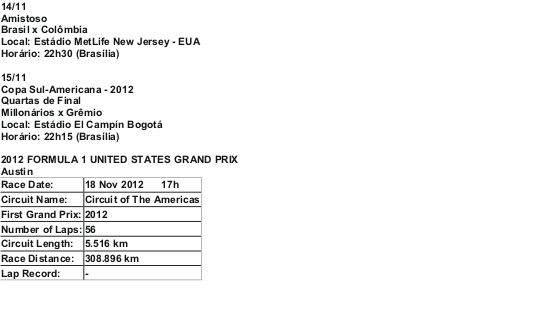 14/11
Amistoso
Brasil x Colômbia
Local: Estádio MetLife New Jersey - EUA
Horário: 22h30 (Brasília)
15/11
Copa Sul-Americana - 2012
Quartas de Final
Millonários x Grêmio
Local: Estádio El Campín Bogotá
Horário: 22h15 (Brasília)
2012 FORMULA 1 UNITED STATES GRAND PRIX
Austin
Race Date: 18 Nov 2012 17h
Circuit Name: Circuit of The Americas
First Grand Prix: 2012
Number of Laps: 56
Circuit Length: 5.516 km
Race Distance: 308.896 km
Lap Record: -